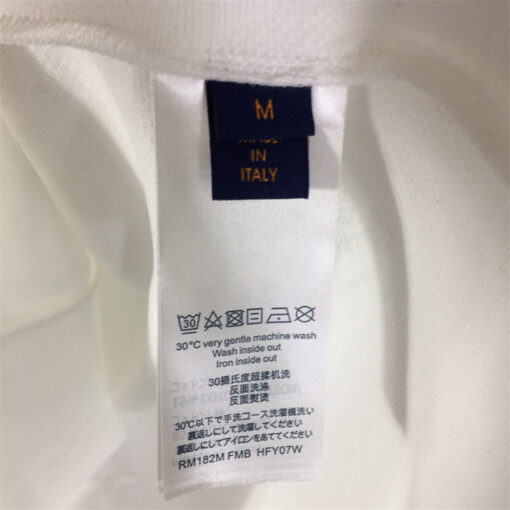 M
MADE
IN
ITALY
30
30°C very gentle machine wash
Wash inside out
Iron inside out
30摄氏度超揉机洗
反面洗涤
反面熨烫
30℃以下で手洗コース洗濯機洗い
裏返しにして洗濯してください
裏返しにしてアイロンをあててください
RM182M FMB HFY07W